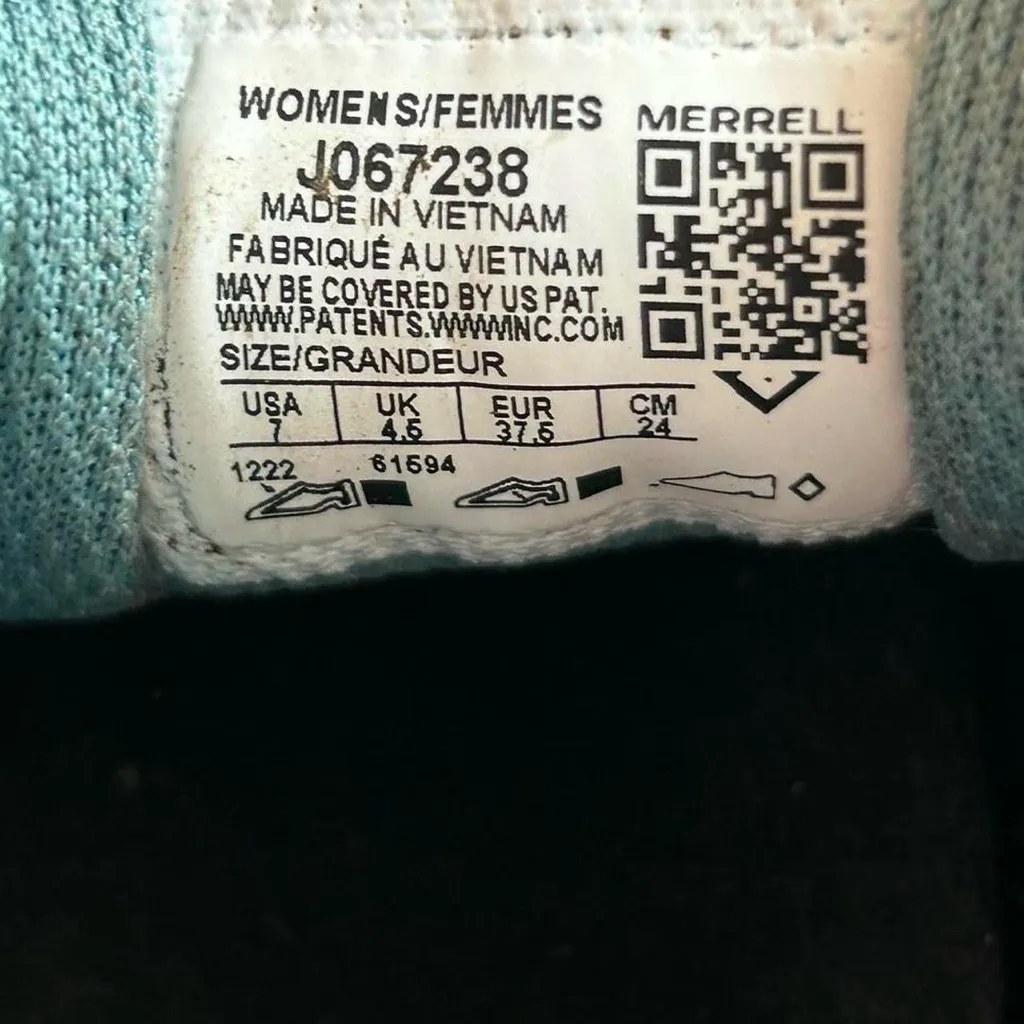 WOMENS/FEMMES
J067238
MADE IN VIETNAM
FABRIQUÉ AU VIETNAM
MAY BE COVERED BY US PAT.
WWW.PATENTS.WWWINC.COM
SIZE/GRANDEUR
USA UK EUR CM
7 4.5 37.5 24
1222 61594
MERRELL